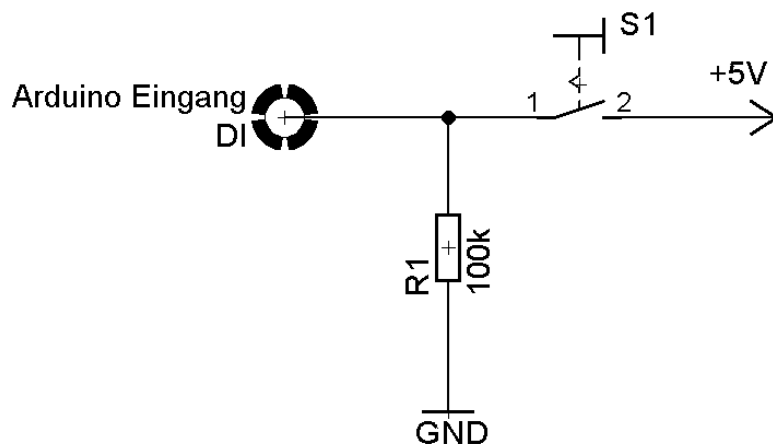 S1
+5V
Arduino Eingang
DI
1
2
R1
100k
GND